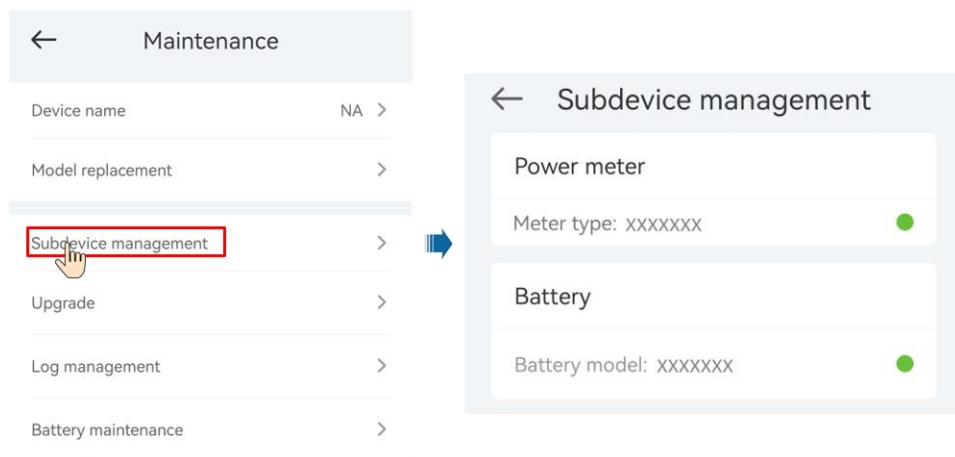 Maintenance
Device name NA
Model replacement
Subdevice management
Upgrade
Log management
Battery maintenance
Subdevice management
Power meter
Meter type: XXXXXXX
Battery
Battery model: XXXXXXX